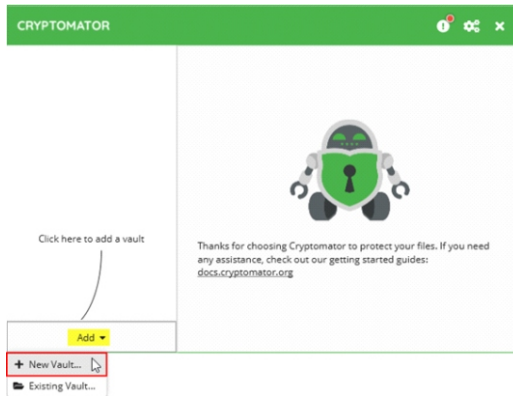 CRYPTOMATOR
Click here to add a vault
Thanks for choosing Cryptomator to protect your files. If you need
any assistance, check out our getting started guides:
docs.cryptomator.org
Add
New Vault...
Existing Vault...